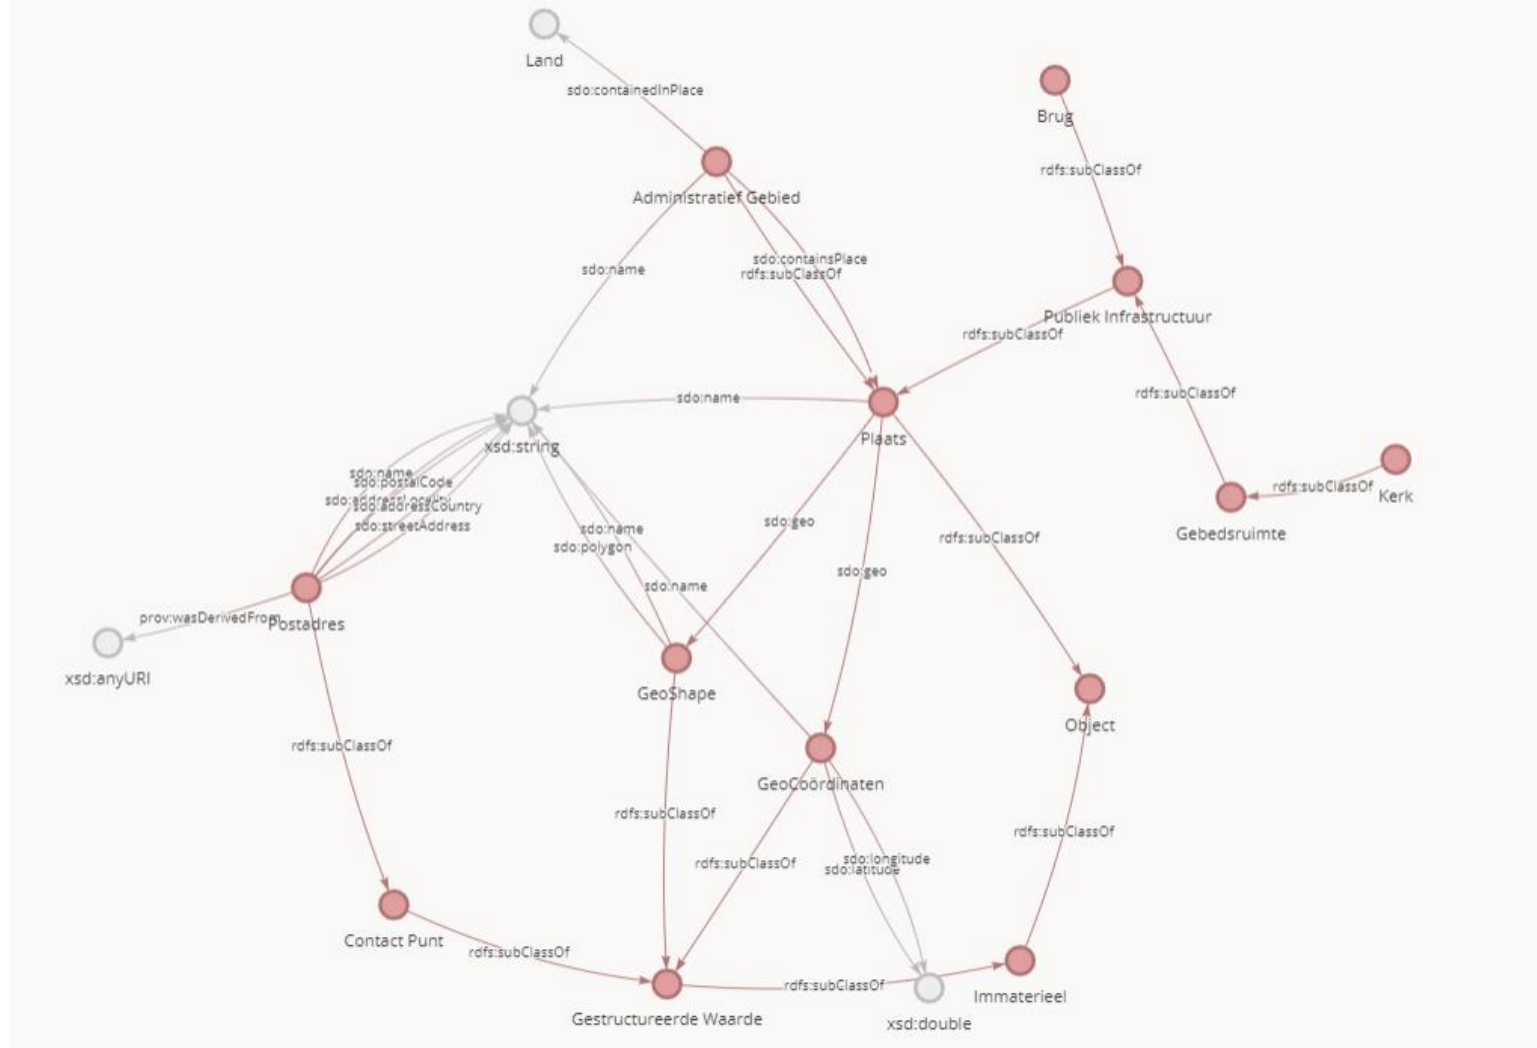 Land
sdo:containedInPlace
Brug
rdfs:subClassOf
Administratief Gebied
sdo:containsPlace
sdo:name
rdfs:subClassOf
Publiek Infrastructuur
rdfs:subClassOf
rdfs:subClassOf
sdo:name
Plaats
xsd:string
sdo:name
sdo:postalCode
sdo:addressLocality
sdo:addressCountry
sdo:streetAddress
rdfs:subClassOf
Kerk
Gebedsruimte
sdo:geo
sdo:name
sdo:polygon
rdfs:subClassOf
sdo:geo
sdo:name
prov:wasDerivedFrom
Postadres
xsd:anyURI
GeoShape
Object
rdfs:subClassOf
GeoCoördinaten
rdfs:subClassOf
rdfs:subClassOf
rdfs:subClassOf
sdo:longitude
sdo:latitude
Contact Punt
rdfs:subClassOf
rdfs:subClassOf
Immaterieel
Gestructureerde Waarde
xsd:double